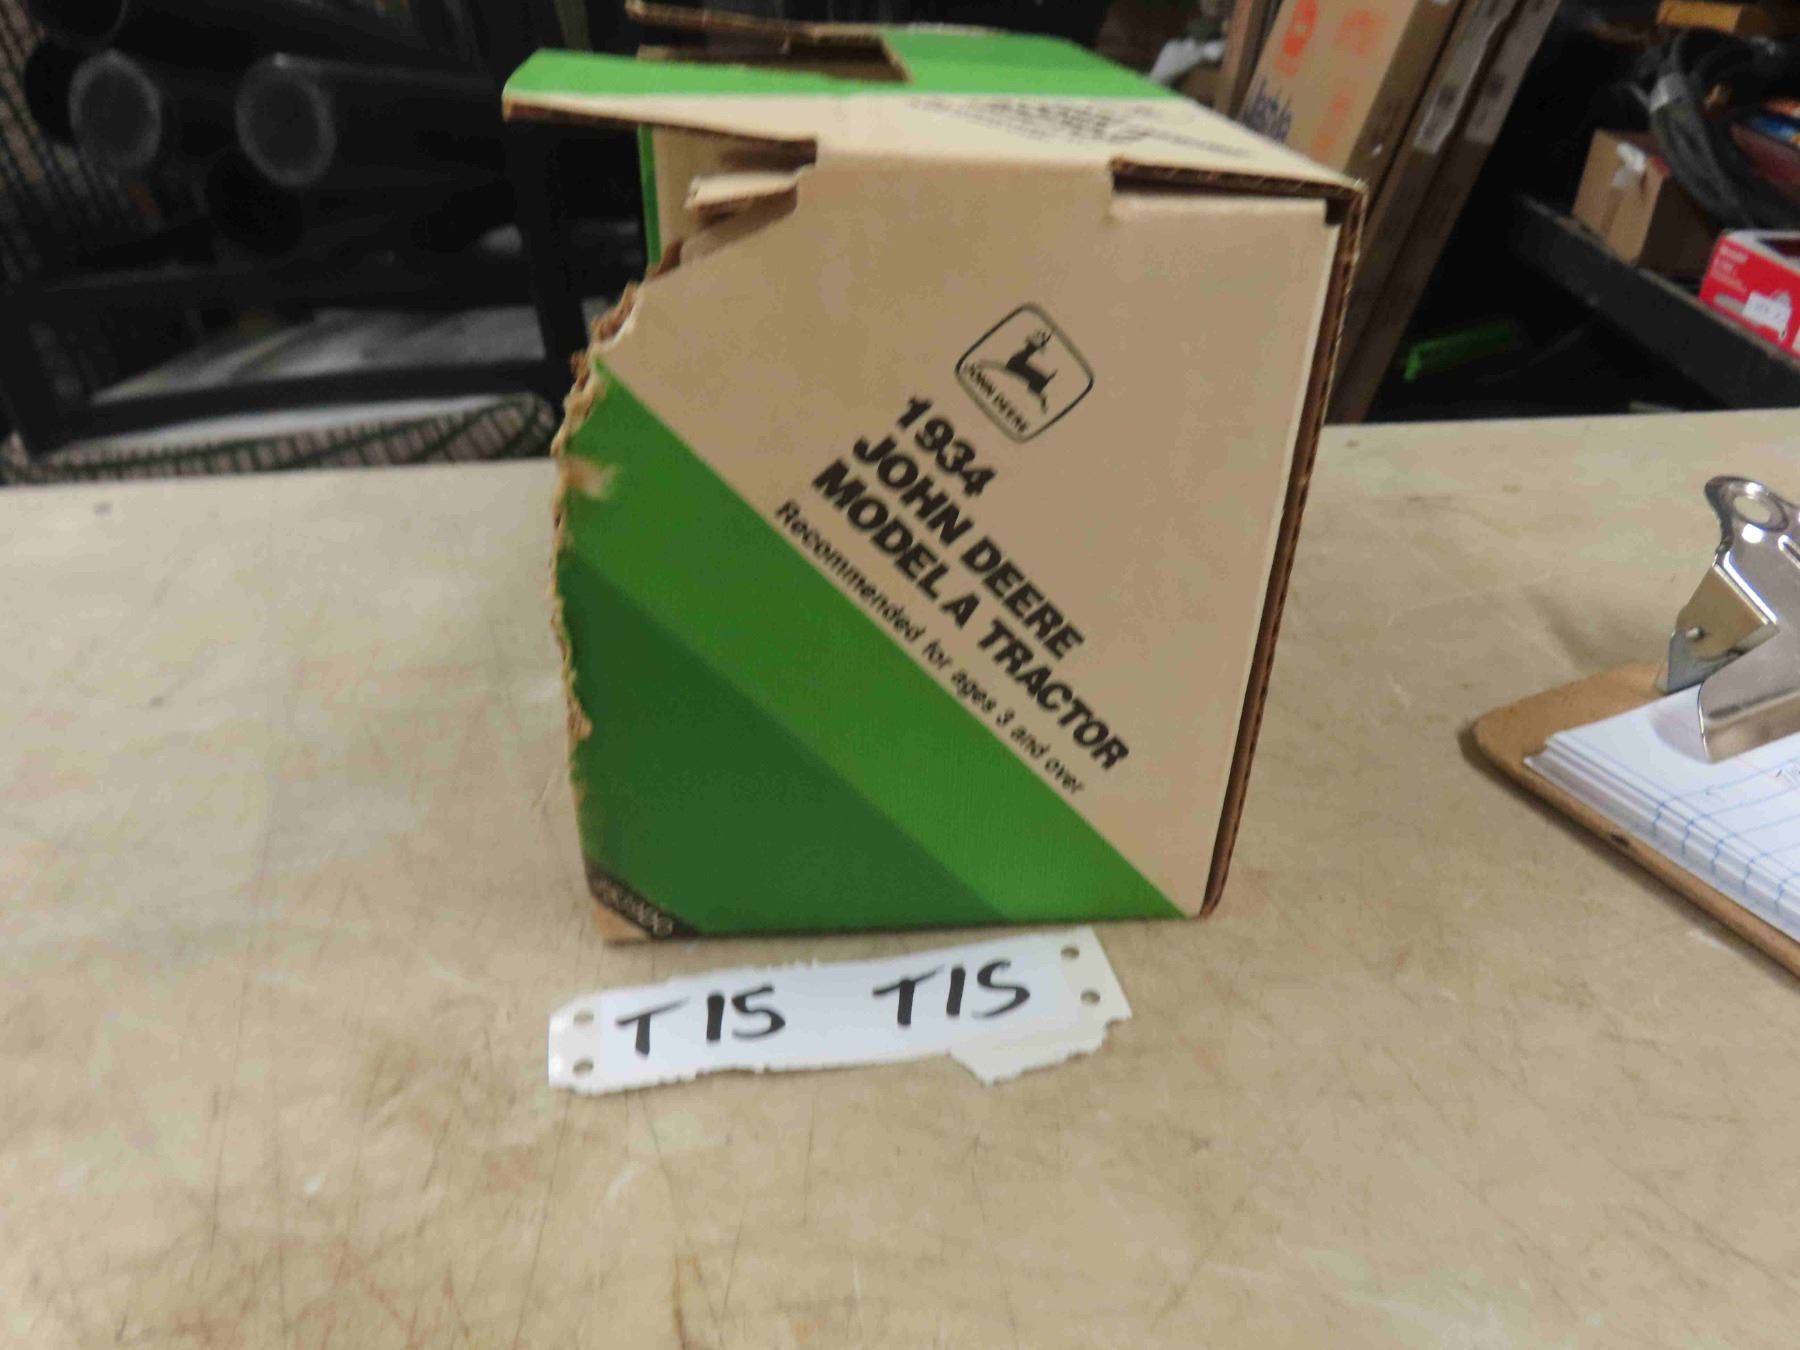 JOHN DEERE
1934
JOHN DEERE
MODEL A TRACTOR
Recommended for ages 3 and over
T15 T15